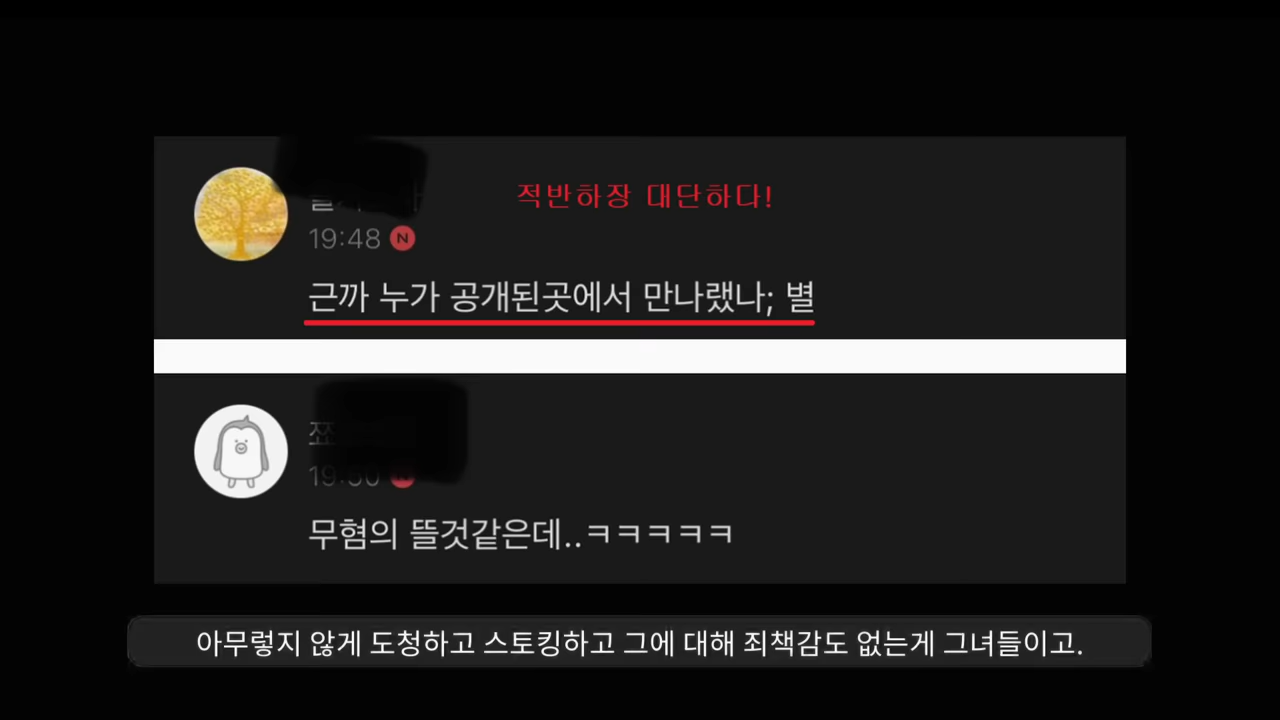 적반하장 대단하다!
19:48 N
근까 누가 공개된곳에서 만나랬나; 별
쬬
무혐의 뜰것같은데..ㅋㅋㅋㅋㅋ
아무렇지 않게 도청하고 스토킹하고 그에 대해 죄책감도 없는게 그녀들이고.